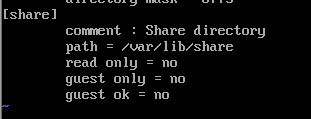 [share]
comment : Share directory
path = /var/lib/share
read only = no
guest only = no
guest ok = no
~